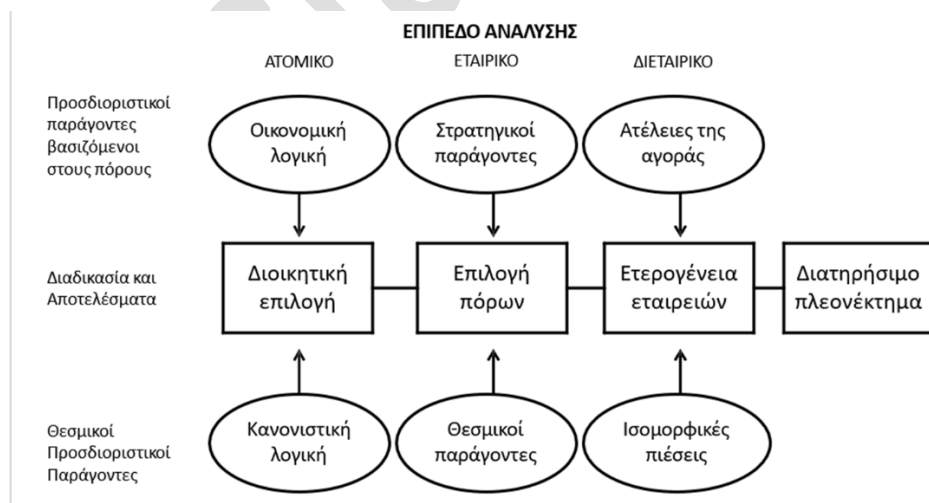 ΕΠΙΠΕΔΟ ΑΝΑΛΥΣΗΣ
ΑΤΟΜΙΚΟ
ΕΤΑΙΡΙΚΟ
ΔΙΕΤΑΙΡΙΚΟ
Προσδιοριστικοί
παράγοντες
βασιζόμενοι
στους πόρους
Οικονομική
λογική
Στρατηγικοί
παράγοντες
Ατέλειες της
αγοράς
Διαδικασία και
Αποτελέσματα
Διοικητική
επιλογή
Επιλογή
πόρων
Ετερογένεια
εταιρειών
Διατηρήσιμο
πλεονέκτημα
Θεσμικοί
Προσδιοριστικοί
Παράγοντες
Κανονιστική
λογική
Θεσμικοί
παράγοντες
Ισομορφικές
πιέσεις